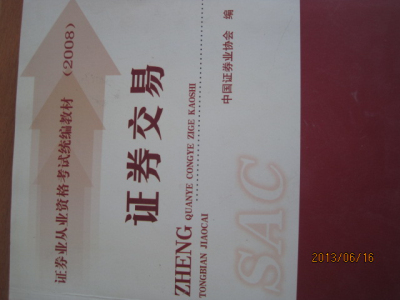 证券业从业资格考试统编教材 (2008)
证券交易
ZHENG
QUANYE CONGYE ZIGE KAOSHI
TONGBIAN JIAOCAI
中国证券业协会 编
SAC
2013/06/16